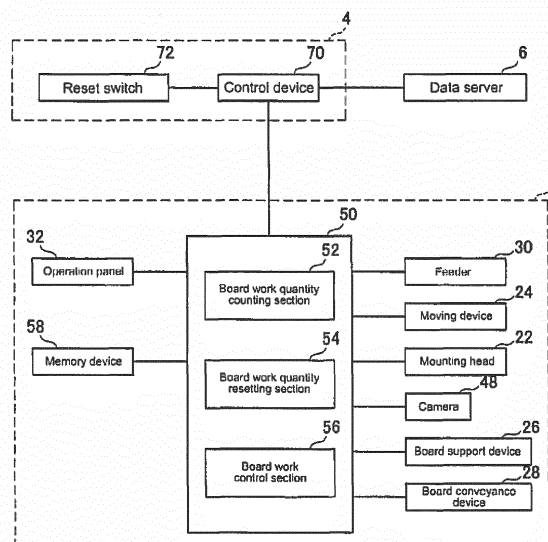 4
72
70
6
Reset switch
Control device
Data server
50
32
52
30
Operation panel
Board work quantity
counting section
Feeder
24
Moving device
58
54
22
Memory device
Board work quantity
resetting section
Mounting head
48
Camera
56
26
Board work
control section
Board support device
28
Board conveyance
device